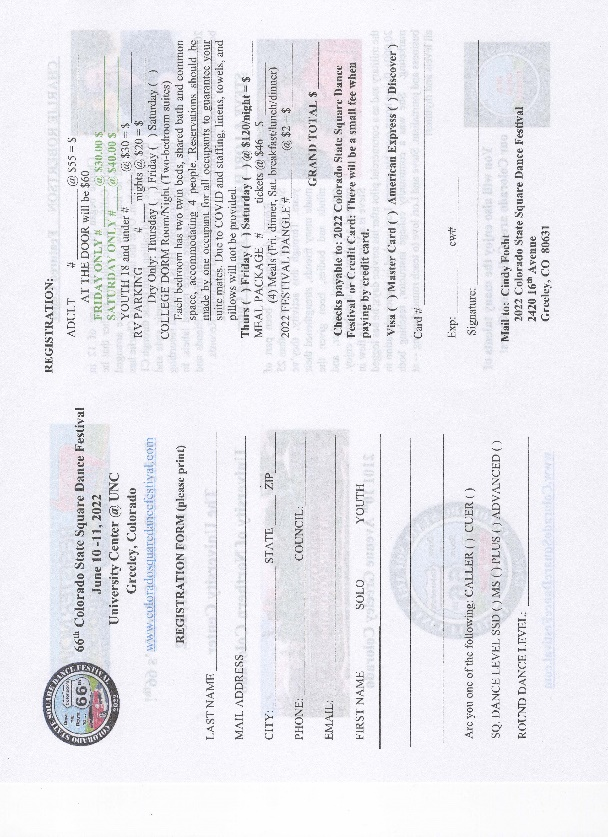 COLORADO STATE SQUARE DANCE FESTIVAL
66th
2022
66th Colorado State Square Dance Festival
June 10 -11, 2022
University Center @ UNC
Greeley, Colorado
www.coloradosquaredancefestival.com
REGISTRATION FORM (please print)
LAST NAME
MAIL ADDRESS
CITY: STATE ZIP
PHONE: COUNCIL:
EMAIL:
FIRST NAME SOLO YOUTH
Are you one of the following: CALLER ( ) CUER ( )
SQ. DANCE LEVEL SSD ( ) MS ( ) PLUS ( ) ADVANCED ( )
ROUND DANCE LEVEL:
REGISTRATION:
ADULT # @ $55 = $
AT THE DOOR will be $60
FRIDAY ONLY # @ $30.00 $
SATURDAY ONLY # @ $40.00 $
YOUTH 18 and under # @ $30 = $
RV PARKING # nights @ $20 = $
Dry Only: Thursday ( ) Friday ( ) Saturday ( )
COLLEGE DORM Room/Night (Two-bedroom suites)
Each bedroom has two twin beds, shared bath and common
space, accommodating 4 people. Reservations should be
made by one occupant for all occupants to guarantee your
suite mates. Due to COVID and staffing, linens, towels, and
pillows will not be provided.
Thurs ( ) Friday ( ) Saturday ( ) @ $120/night = $
MEAL PACKAGE # tickets @ $46 $
(4) Meals (Fri. dinner, Sat. breakfast/lunch/dinner)
2022 FESTIVAL DANGLE # @ $2 = $
GRAND TOTAL $
Checks payable to: 2022 Colorado State Square Dance
Festival or Credit Card: There will be a small fee when
paying by credit card.
Visa ( ) Master Card ( ) American Express ( ) Discover )
Card #
Exp: cw#
Signature:
Mail to: Cindy Focht
2022 Colorado State Square Dance Festival
2420 16th Avenue
Greeley, CO 80631